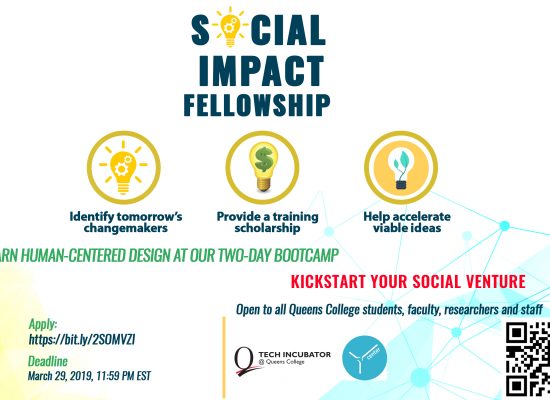 SOCIAL
IMPACT
FELLOWSHIP
Identify tomorrow's
changemakers
Provide a training
scholarship
Help accelerate
viable ideas
ARN HUMAN-CENTERED DESIGN AT OUR TWO-DAY BOOTCAMP
KICKSTART YOUR SOCIAL VENTURE
Open to all Queens College students, faculty, researchers and staff
Apply:
https://bit.ly/2SOMVZI
Deadline
March 29, 2019, 11:59 PM EST
TECH INCUBATOR
@ Queens College
center